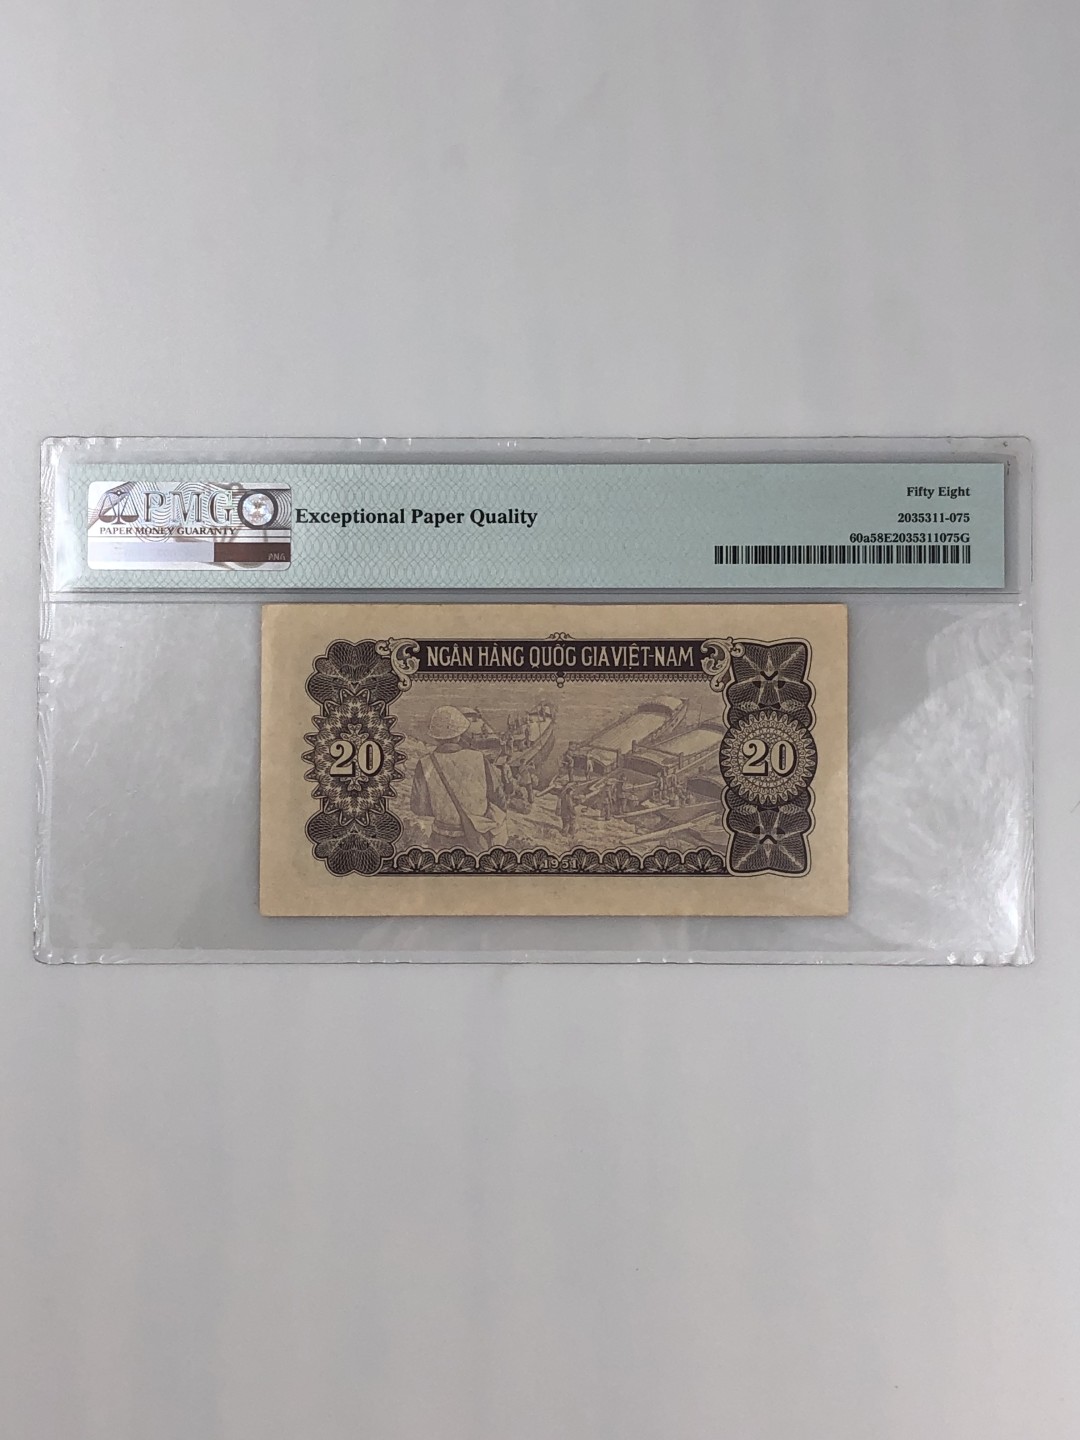 PMG
PAPER MONEY GUARANTY
Exceptional Paper Quality
Fifty Eight
2035311-075
60a58E2035311075G
NGÂN HÀNG QUỐC GIA VIỆT-NAM
20
20
1951